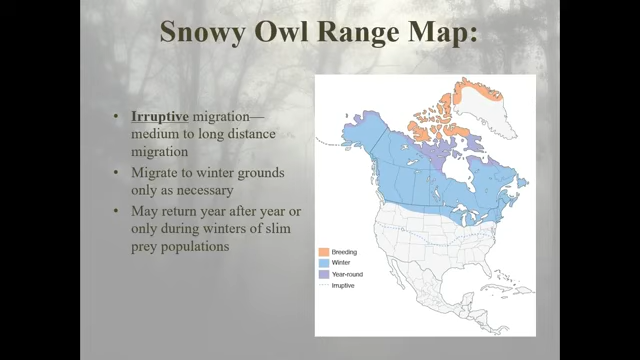 Snowy Owl Range Map:
• Irruptive migration—
medium to long distance
migration
• Migrate to winter grounds
only as necessary
• May return year after year or
only during winters of slim
prey populations
Breeding
Winter
Year-round
Irruptive